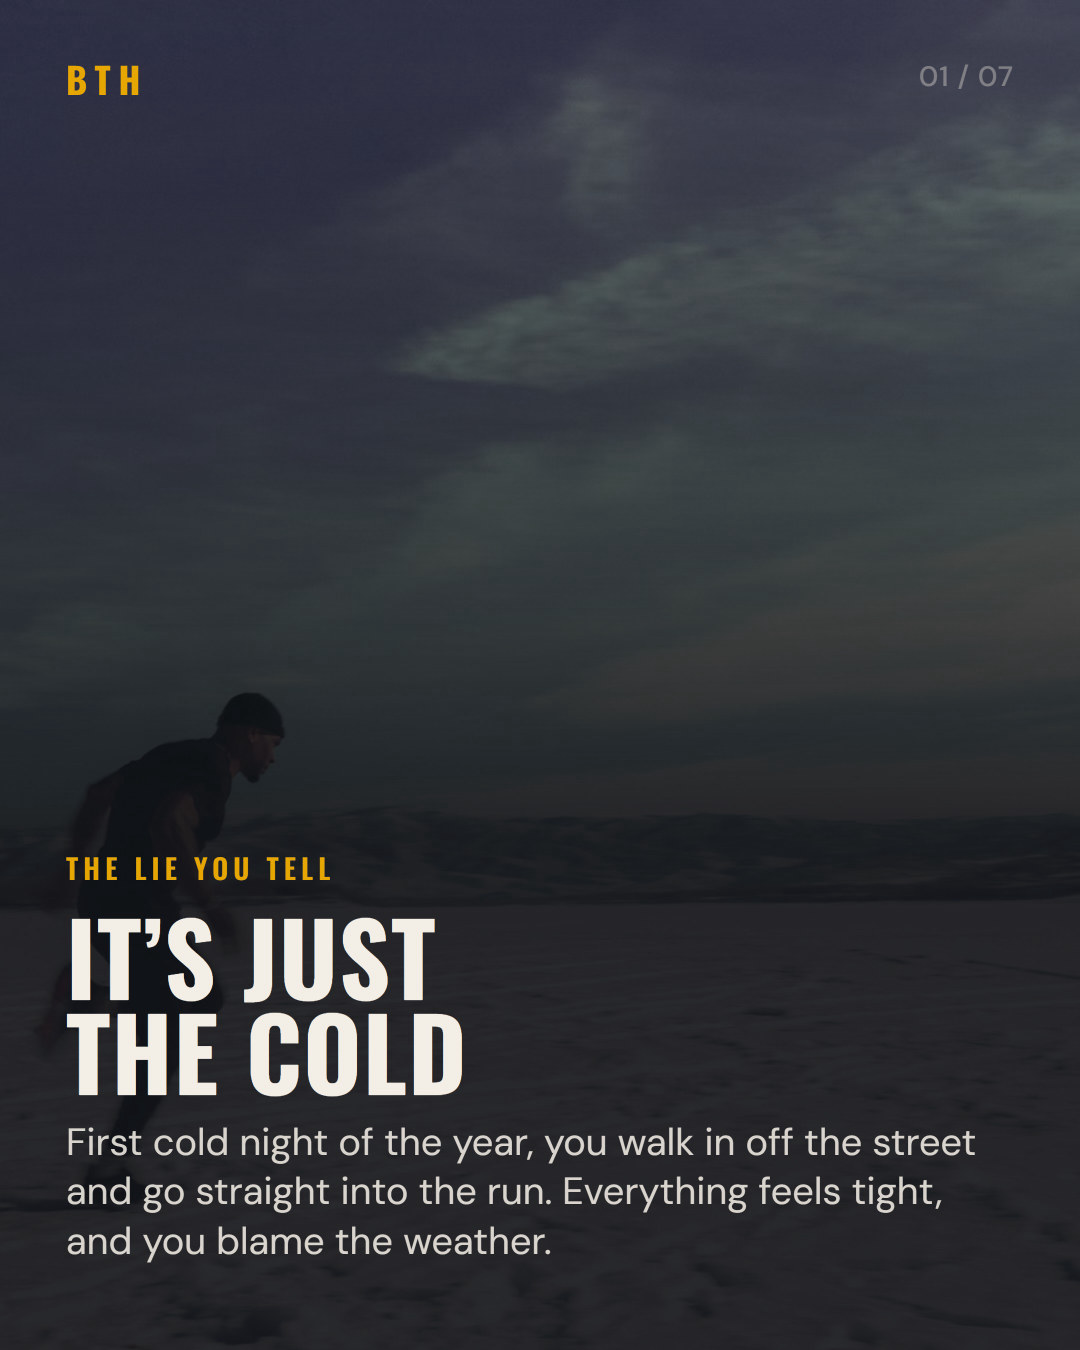 BTH
01 / 07
THE LIE YOU TELL
IT’S JUST
THE COLD
First cold night of the year, you walk in off the street
and go straight into the run. Everything feels tight,
and you blame the weather.